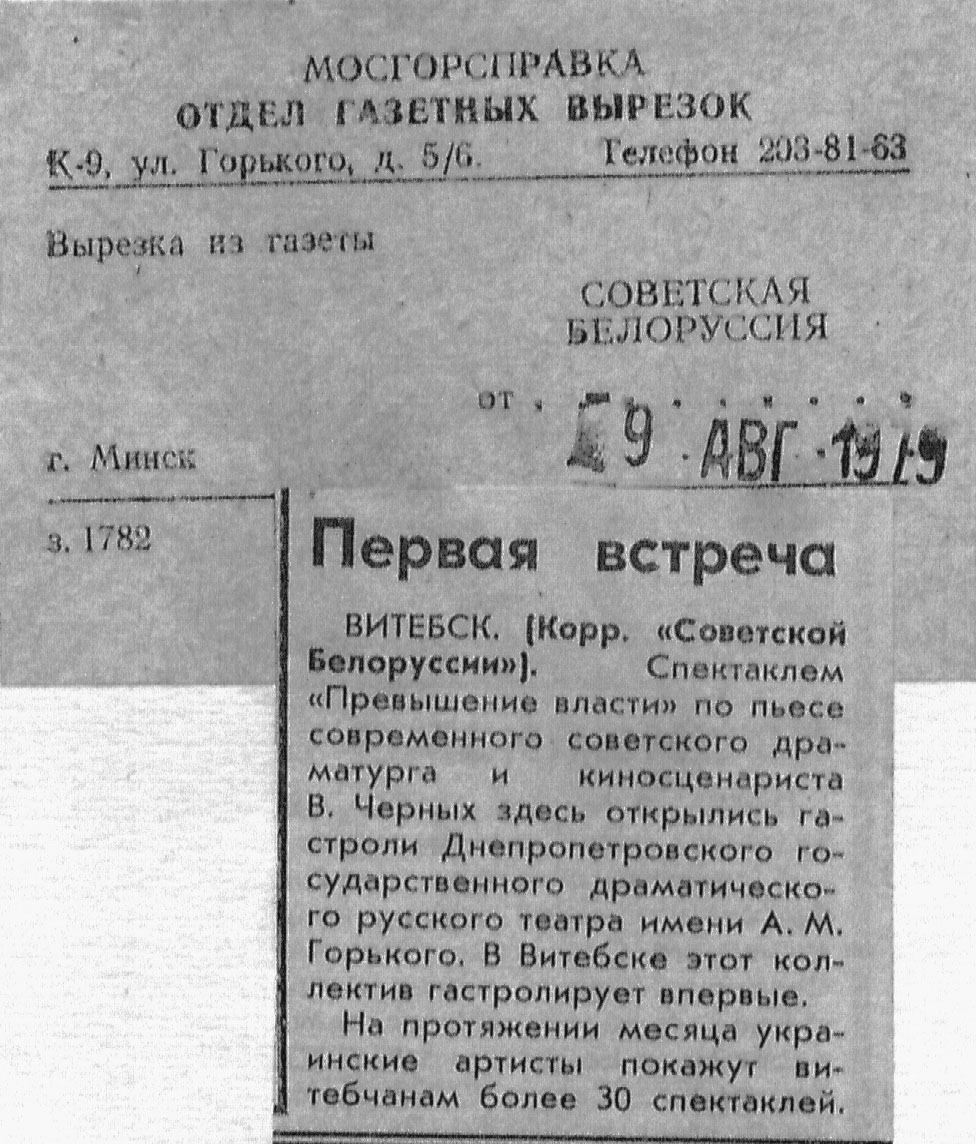 МОСГОРСПРАВКА
ОТДЕЛ ГАЗЕТНЫХ ВЫРЕЗОК
К-9, ул. Горького, д. 5/6. Телефон 203-81-63
Вырезка из газеты
СОВЕТСКАЯ
БЕЛОРУССИЯ
от
9 АВГ 1979
г. Минск
з. 1782
Первая встреча
ВИТЕБСК. (Корр. «Советской
Белоруссии»). Спектаклем
«Превышение власти» по пьесе
современного советского дра-
матурга и киносценариста
В. Черных здесь открылись га-
строли Днепропетровского го-
сударственного драматическо-
го русского театра имени А. М.
Горького. В Витебске этот кол-
лектив гастролирует впервые.
На протяжении месяца укра-
инские артисты покажут ви-
тебчанам более 30 спектаклей.